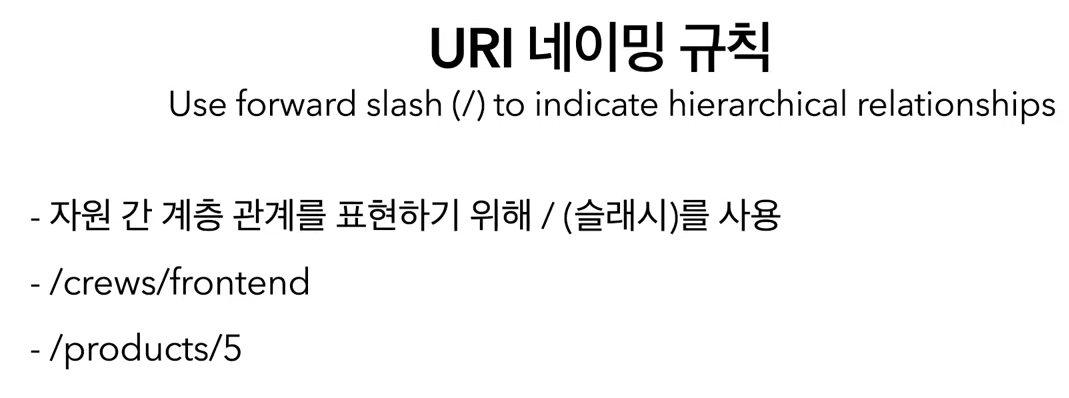 URI 네이밍 규칙
Use forward slash (/) to indicate hierarchical relationships
- 자원 간 계층 관계를 표현하기 위해 / (슬래시)를 사용
- /crews/frontend
- /products/5